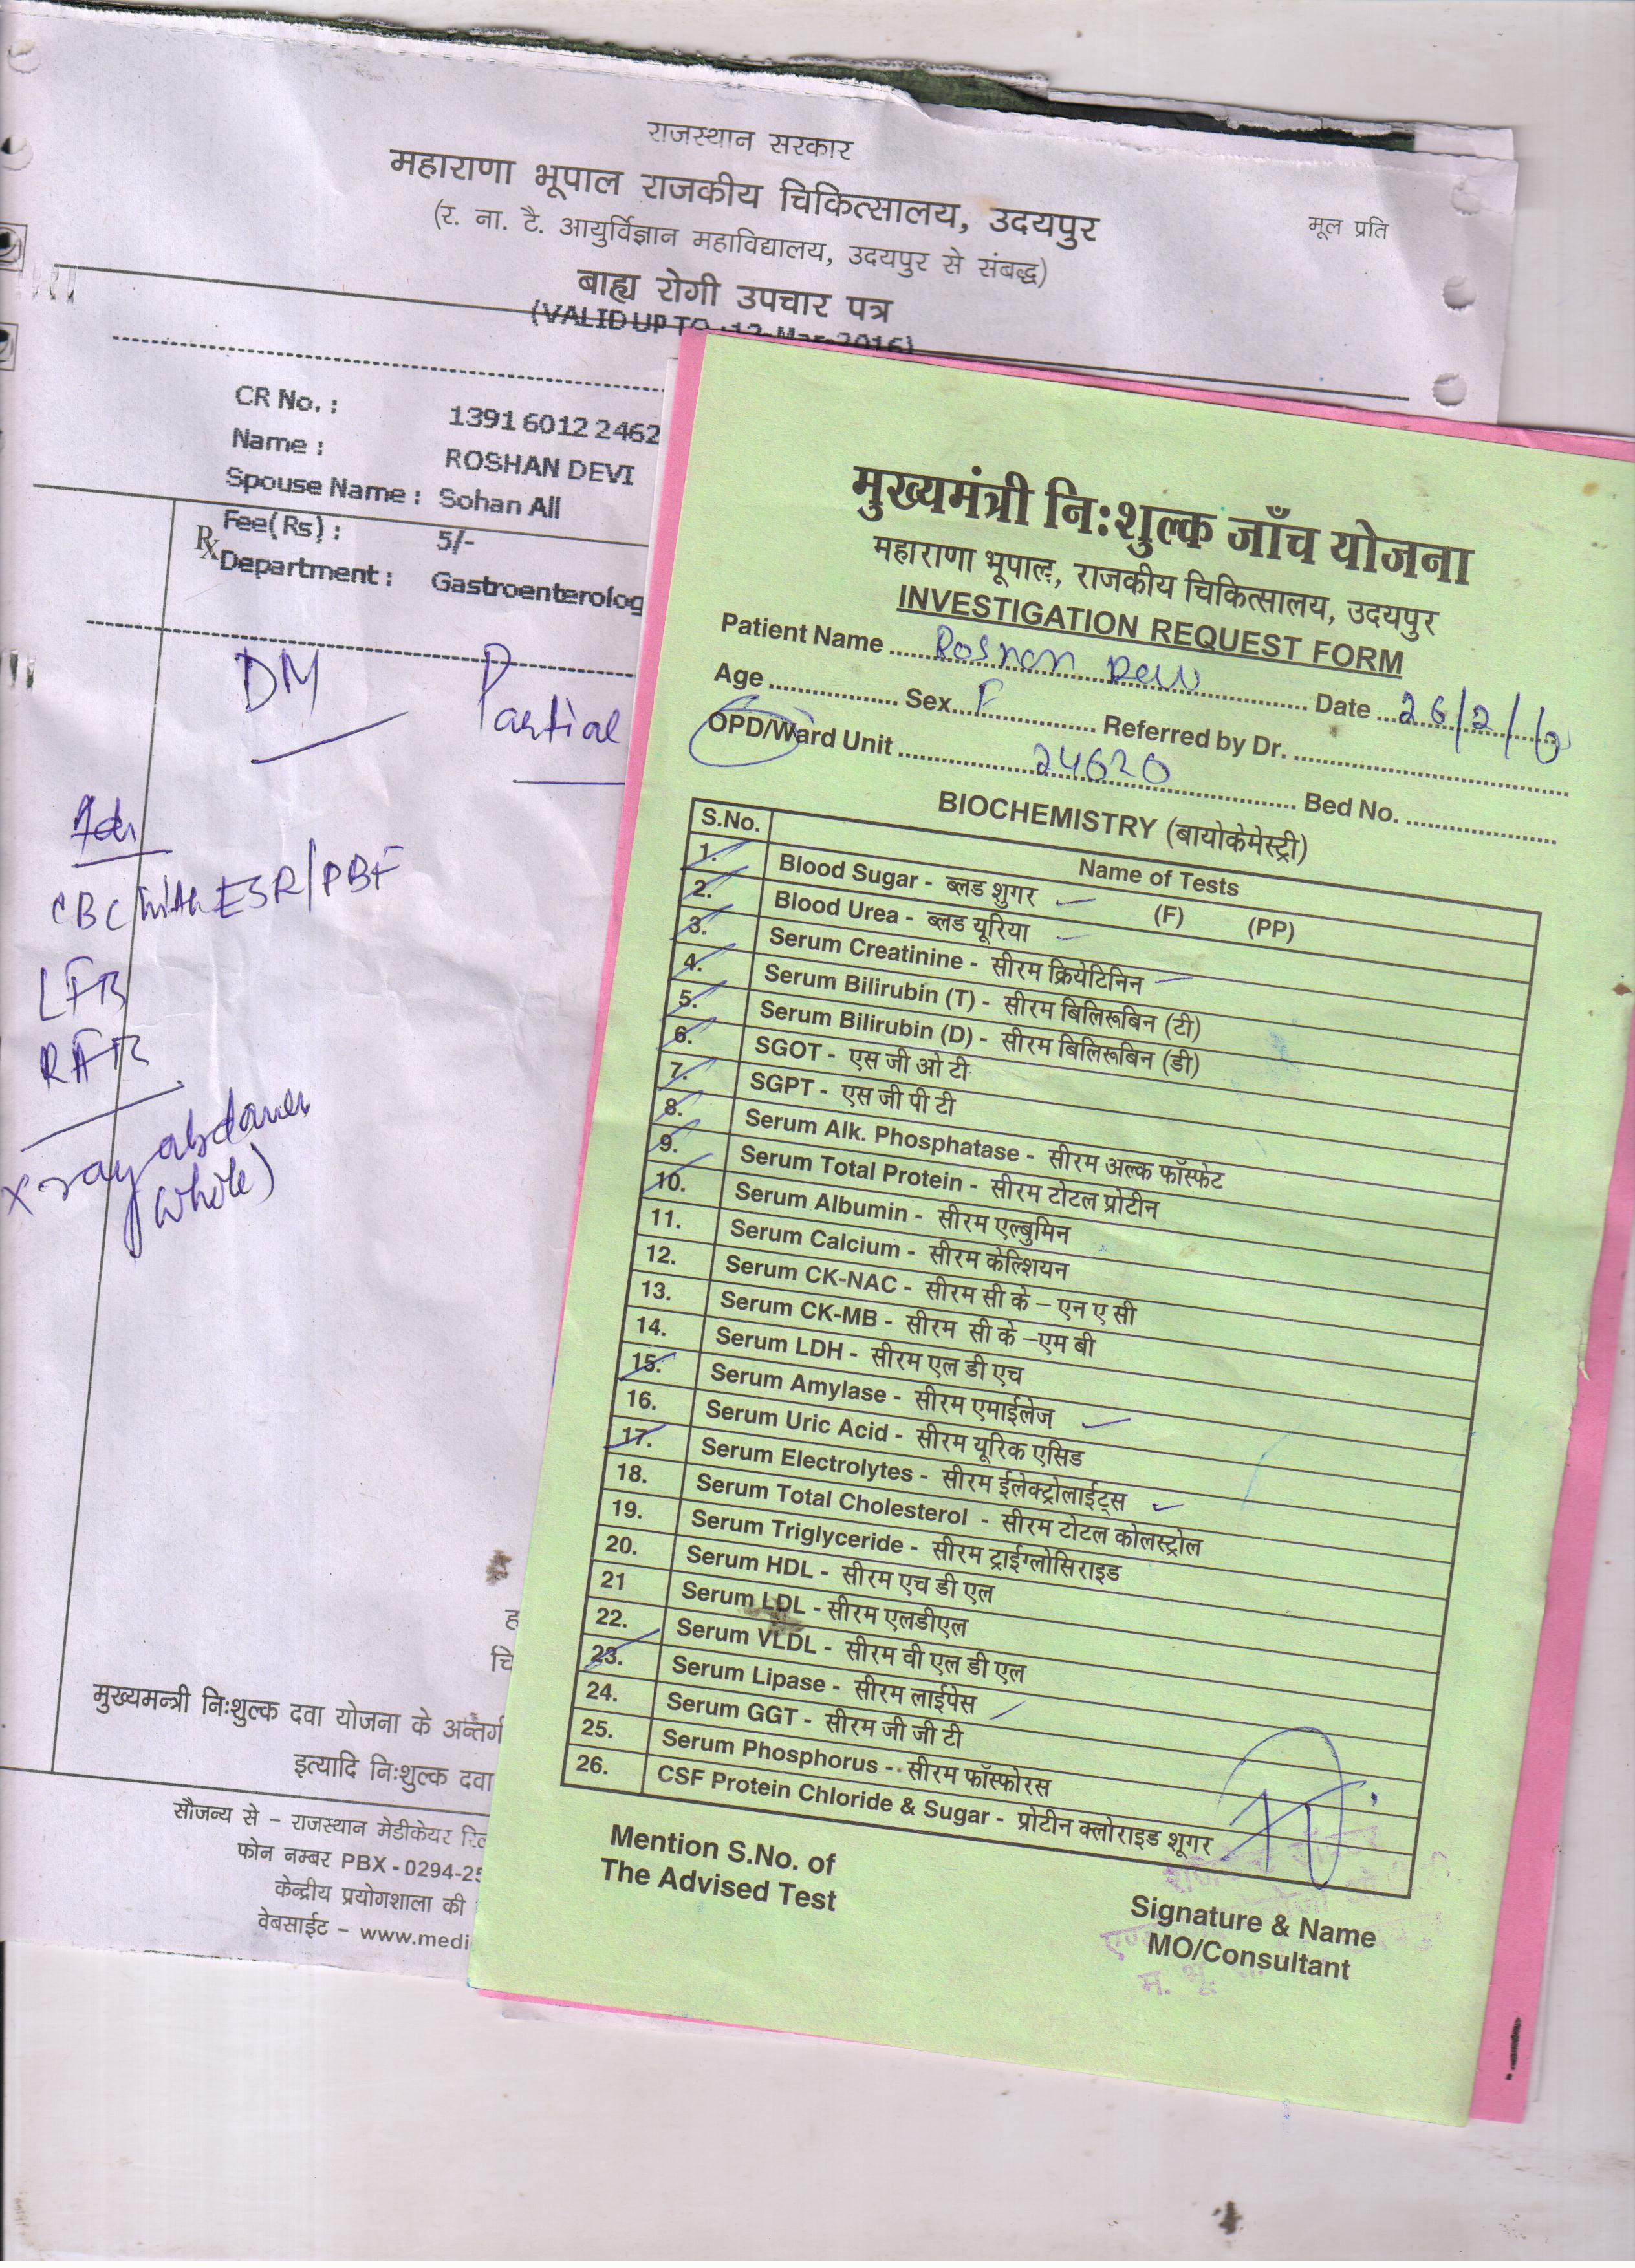 राजस्थान सरकार
महाराणा भूपाल राजकीय चिकित्सालय, उदयपुर
मूल प्रति
(र. ना. टै. आयुर्विज्ञान महाविद्यालय, उदयपुर से संबद्ध)
बाह्य रोगी उपचार पत्र
(VALID UP TO : 12-Mar-2016)
CR No. : 1391 6012 2462
Name : ROSHAN DEVI
Spouse Name : Sohan All
Fee(Rs) : 5/-
Rx
Department : Gastroenterolog
DM Partial
Adv
CBC with ESR/PBF
LFT
RFT
X-ray abdomen
(whole)
ह
चि
मुख्यमन्त्री निःशुल्क दवा योजना के अन्तर्ग
इत्यादि निःशुल्क दवा
सौजन्य से – राजस्थान मेडीकेयर रिल
फोन नम्बर PBX - 0294-25
केन्द्रीय प्रयोगशाला की
वेबसाईट – www.medi
मुख्यमंत्री नि:शुल्क जाँच योजना
महाराणा भूपाल, राजकीय चिकित्सालय, उदयपुर
INVESTIGATION REQUEST FORM
Patient Name Roshan Devi Date 26/2/16
Age Sex F Referred by Dr.
OPD/Ward Unit 24620 Bed No.
BIOCHEMISTRY (बायोकेमेस्ट्री)
S.No. Name of Tests
1. Blood Sugar - ब्लड शुगर (F) (PP)
2. Blood Urea - ब्लड यूरिया
3. Serum Creatinine - सीरम क्रियेटिनिन
4. Serum Bilirubin (T) - सीरम बिलिरूबिन (टी)
5. Serum Bilirubin (D) - सीरम बिलिरूबिन (डी)
6. SGOT - एस जी ओ टी
7. SGPT - एस जी पी टी
8. Serum Alk. Phosphatase - सीरम अल्क फॉस्फेट
9. Serum Total Protein - सीरम टोटल प्रोटीन
10. Serum Albumin - सीरम एल्बुमिन
11. Serum Calcium - सीरम केल्शियन
12. Serum CK-NAC - सीरम सी के – एन ए सी
13. Serum CK-MB - सीरम सी के –एम बी
14. Serum LDH - सीरम एल डी एच
15. Serum Amylase - सीरम एमाईलेज
16. Serum Uric Acid - सीरम यूरिक एसिड
17. Serum Electrolytes - सीरम ईलेक्ट्रोलाईट्स
18. Serum Total Cholesterol - सीरम टोटल कोलस्ट्रोल
19. Serum Triglyceride - सीरम ट्राईग्लोसिराइड
20. Serum HDL - सीरम एच डी एल
21 Serum LDL - सीरम एलडीएल
22. Serum VLDL - सीरम वी एल डी एल
23. Serum Lipase - सीरम लाईपेस
24. Serum GGT - सीरम जी जी टी
25. Serum Phosphorus - सीरम फॉस्फोरस
26. CSF Protein Chloride & Sugar - प्रोटीन क्लोराइड शूगर
Mention S.No. of
The Advised Test
Signature & Name
MO/Consultant